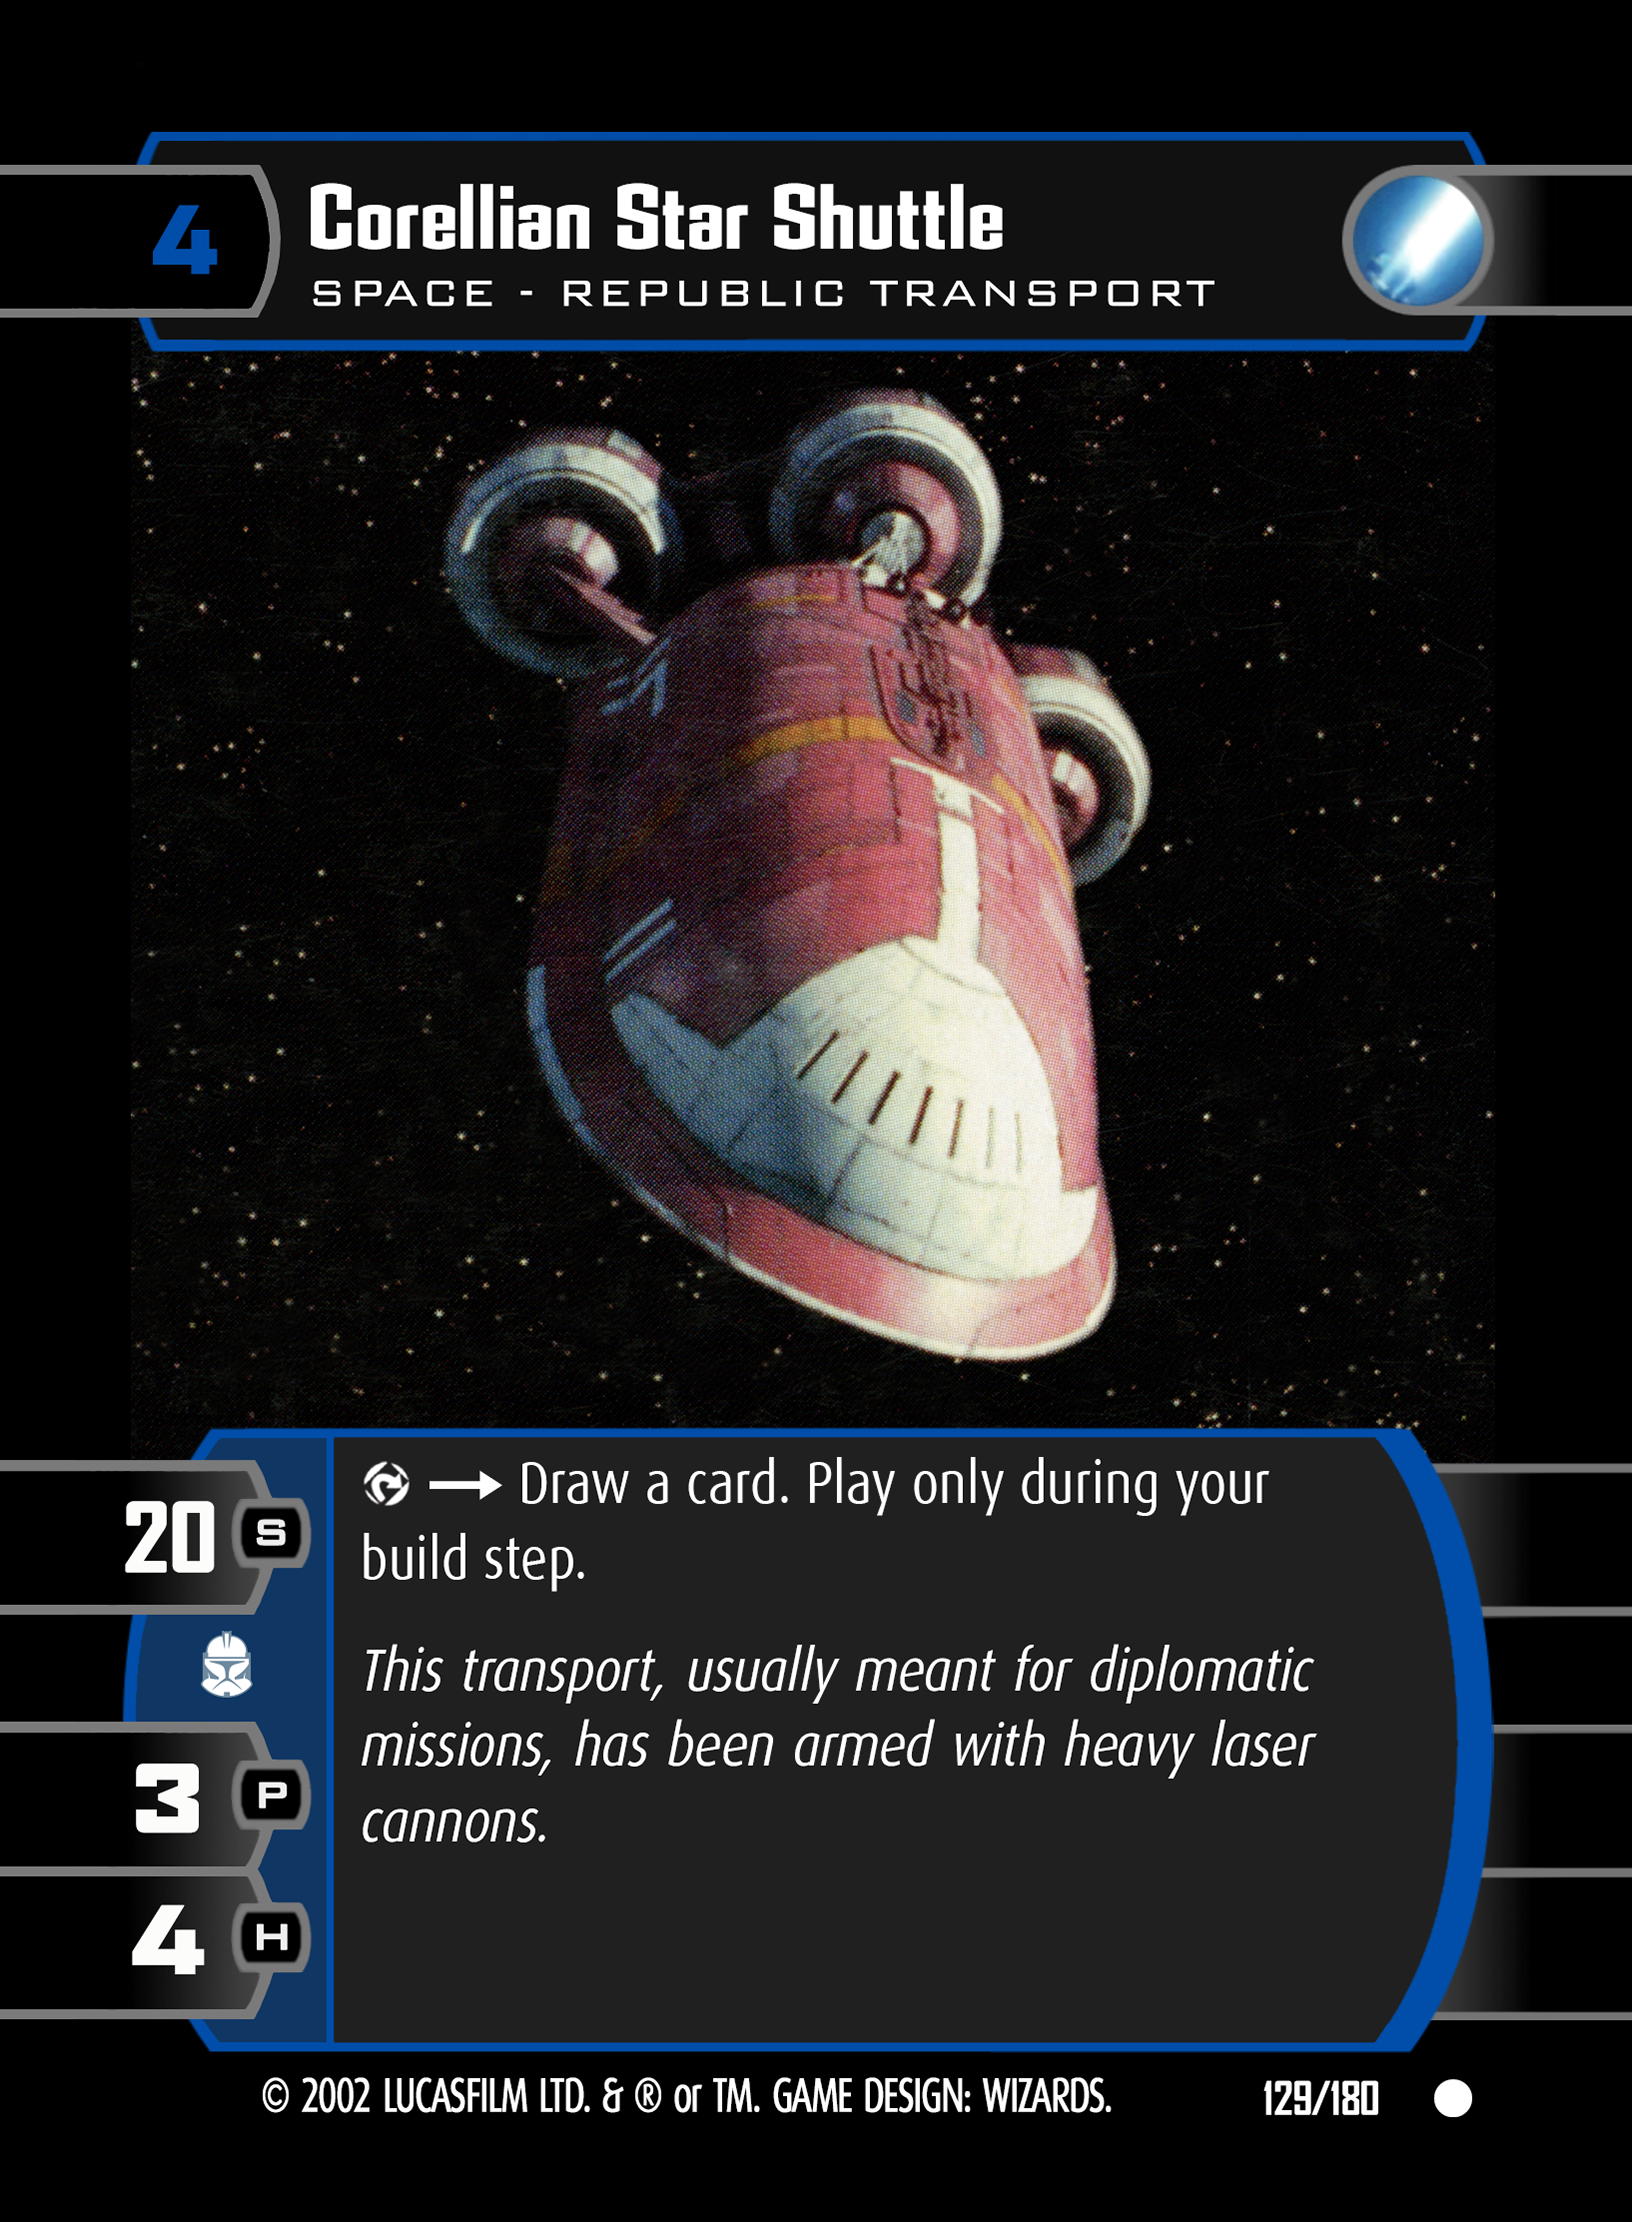 4
Corellian Star Shuttle
SPACE - REPUBLIC TRANSPORT
20 S
Draw a card. Play only during your
build step.
This transport, usually meant for diplomatic
missions, has been armed with heavy laser
cannons.
3 P
4 H
© 2002 LUCASFILM LTD. & ® or TM. GAME DESIGN: WIZARDS.
129/180